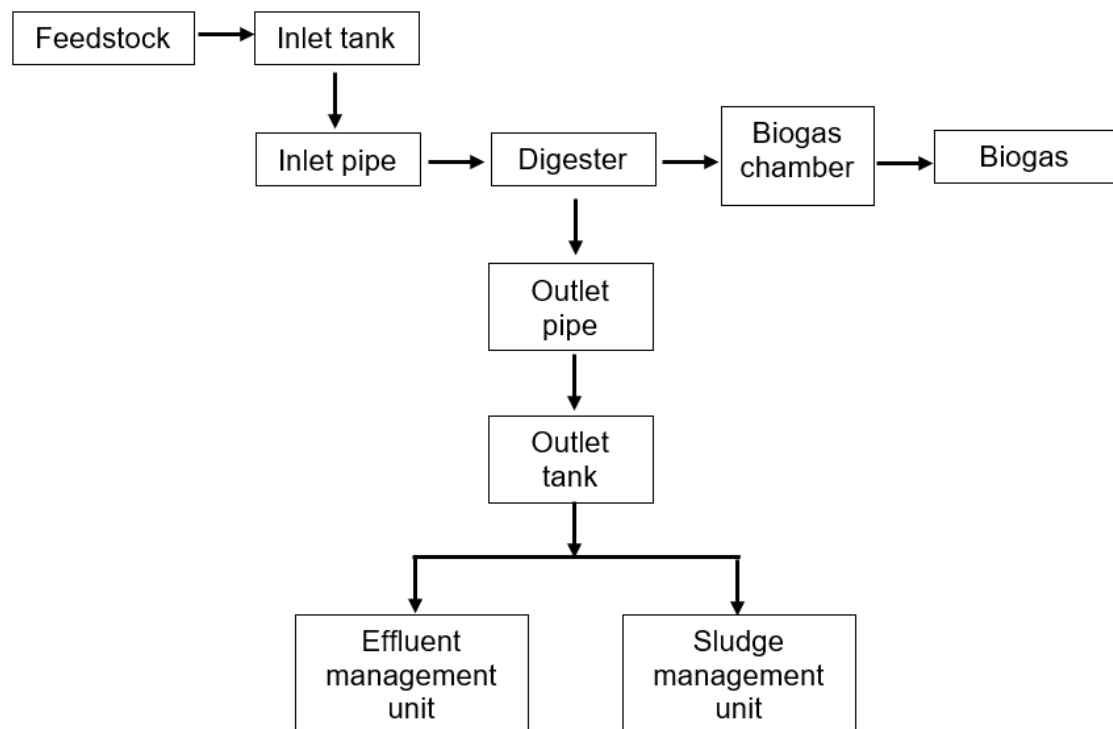 Feedstock
Inlet tank
Inlet pipe
Digester
Biogas
chamber
Biogas
Outlet
pipe
Outlet
tank
Effluent
management
unit
Sludge
management
unit